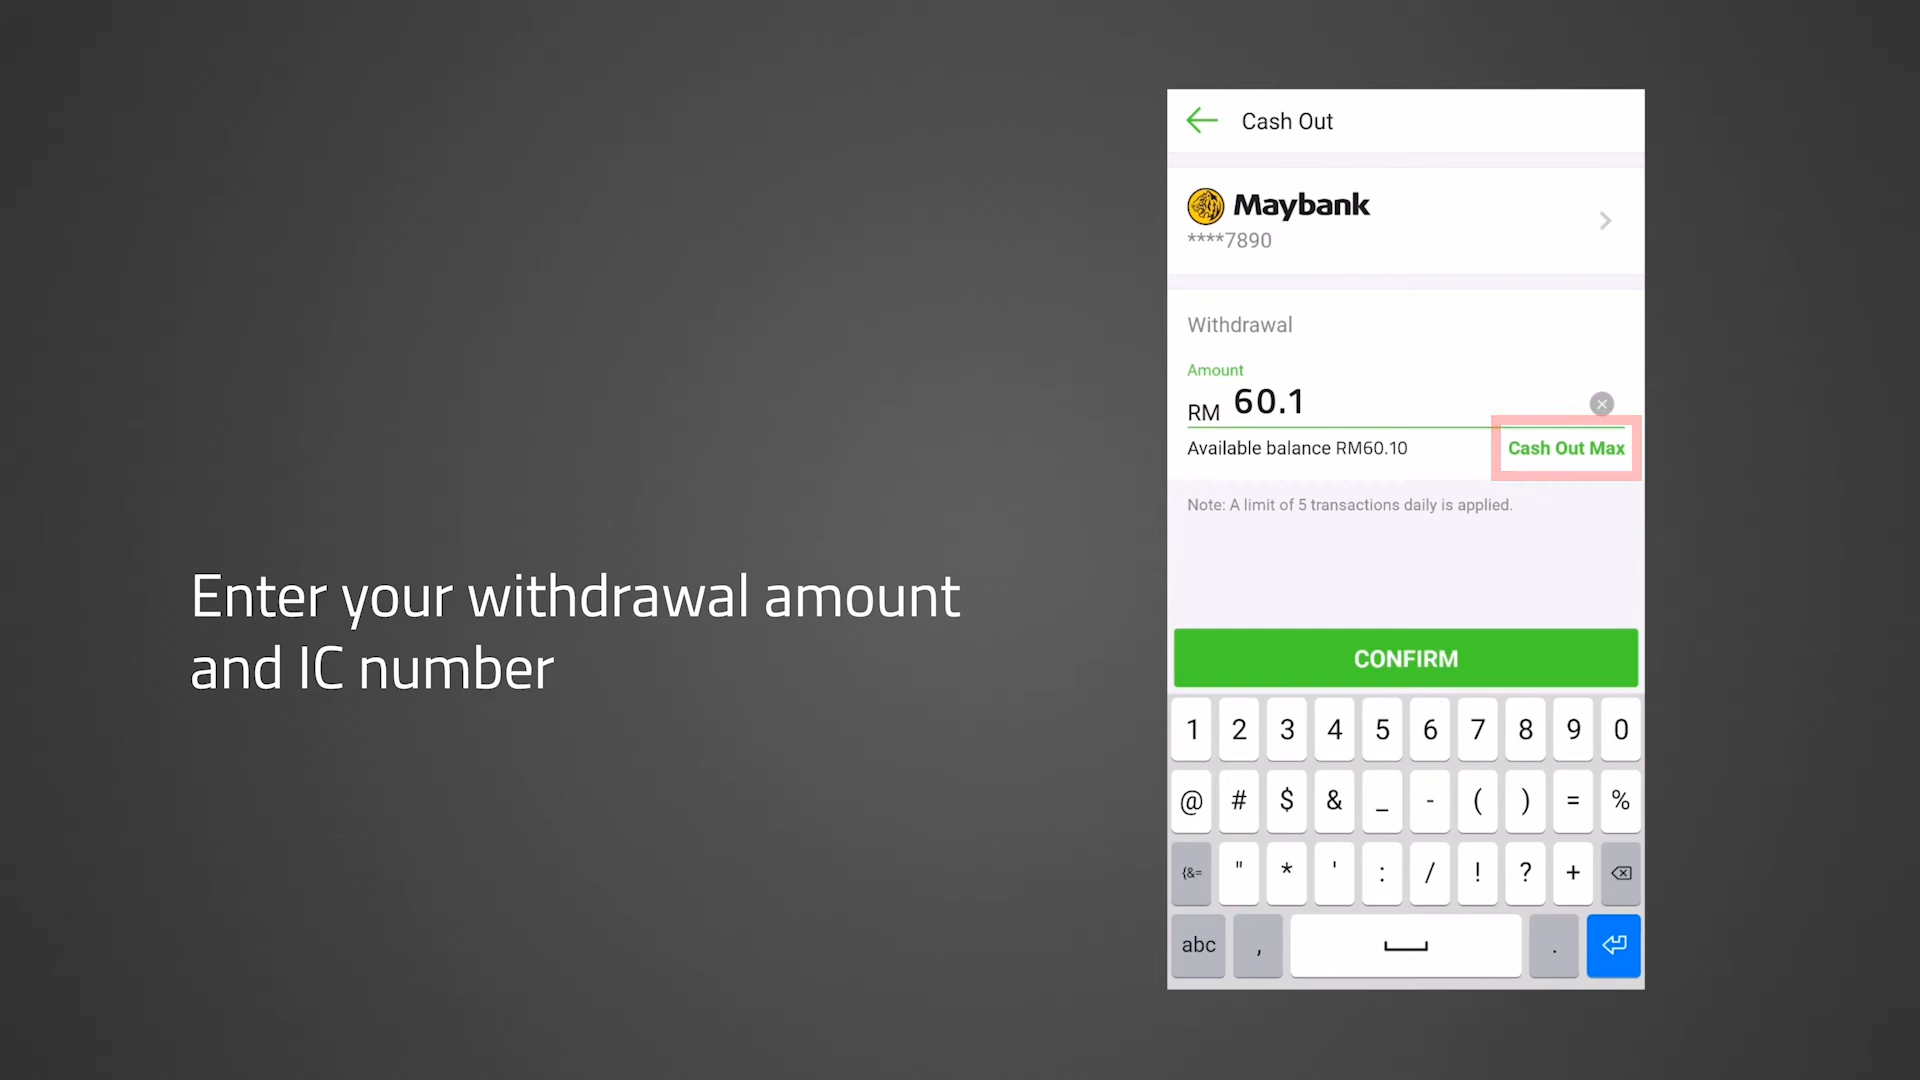 Enter your withdrawal amount
and IC number
Cash Out
Maybank
****7890
Withdrawal
Amount
RM 60.1
Available balance RM60.10 Cash Out Max
Note: A limit of 5 transactions daily is applied.
CONFIRM
1 2 3 4 5 6 7 8 9 0
@ # $ & _ - ( ) = %
{&= " * ' : / ! ? +
abc , .